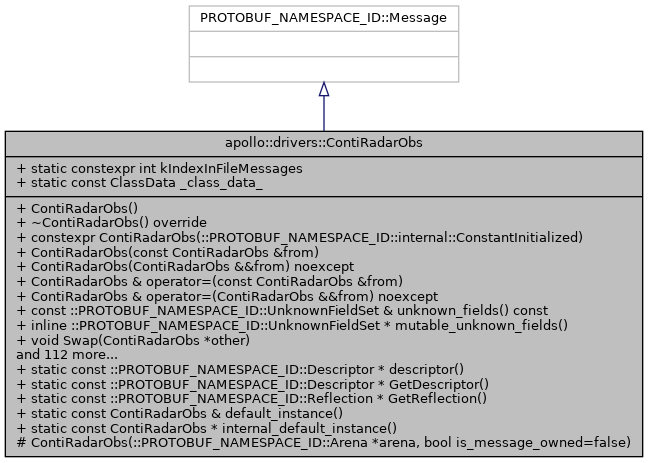 PROTOBUF_NAMESPACE_ID::Message
apollo::drivers::ContiRadarObs
+ static constexpr int kIndexInFileMessages
+ static const ClassData _class_data_
+ ContiRadarObs()
+ ~ContiRadarObs() override
+ constexpr ContiRadarObs(::PROTOBUF_NAMESPACE_ID::internal::ConstantInitialized)
+ ContiRadarObs(const ContiRadarObs &from)
+ ContiRadarObs(ContiRadarObs &&from) noexcept
+ ContiRadarObs & operator=(const ContiRadarObs &from)
+ ContiRadarObs & operator=(ContiRadarObs &&from) noexcept
+ const ::PROTOBUF_NAMESPACE_ID::UnknownFieldSet & unknown_fields() const
+ inline ::PROTOBUF_NAMESPACE_ID::UnknownFieldSet * mutable_unknown_fields()
+ void Swap(ContiRadarObs *other)
and 112 more...
+ static const ::PROTOBUF_NAMESPACE_ID::Descriptor * descriptor()
+ static const ::PROTOBUF_NAMESPACE_ID::Descriptor * GetDescriptor()
+ static const ::PROTOBUF_NAMESPACE_ID::Reflection * GetReflection()
+ static const ContiRadarObs & default_instance()
+ static const ContiRadarObs * internal_default_instance()
# ContiRadarObs(::PROTOBUF_NAMESPACE_ID::Arena *arena, bool is_message_owned=false)